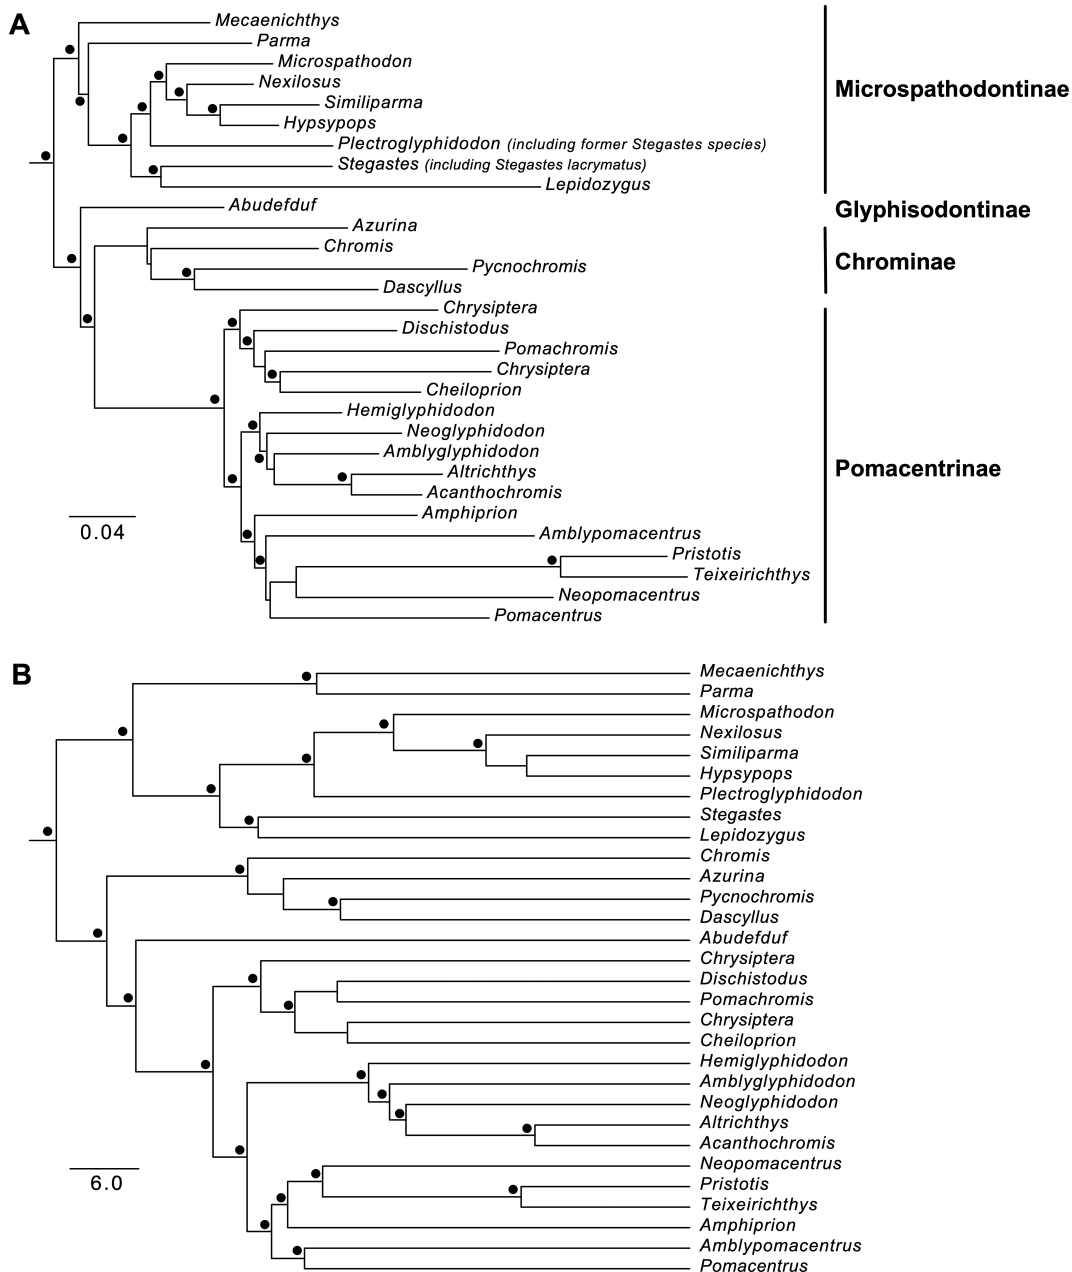 A
Mecaenichthys
Parma
Microspathodon
Nexilosus
Similiparma
Hypsypops
Plectroglyphidodon (including former Stegastes species)
Stegastes (including Stegastes lacrymatus)
Lepidozygus
Microspathodontinae
Abudefduf
Glyphisodontinae
Azurina
Chromis
Pycnochromis
Dascyllus
Chrominae
Chrysiptera
Dischistodus
Pomachromis
Chrysiptera
Cheiloprion
Hemiglyphidodon
Neoglyphidodon
Amblyglyphidodon
Altrichthys
Acanthochromis
Amphiprion
Amblypomacentrus
Pristotis
Teixeirichthys
Neopomacentrus
Pomacentrus
Pomacentrinae
0.04
B
Mecaenichthys
Parma
Microspathodon
Nexilosus
Similiparma
Hypsypops
Plectroglyphidodon
Stegastes
Lepidozygus
Chromis
Azurina
Pycnochromis
Dascyllus
Abudefduf
Chrysiptera
Dischistodus
Pomachromis
Chrysiptera
Cheiloprion
Hemiglyphidodon
Amblyglyphidodon
Neoglyphidodon
Altrichthys
Acanthochromis
Neopomacentrus
Pristotis
Teixeirichthys
Amphiprion
Amblypomacentrus
Pomacentrus
6.0